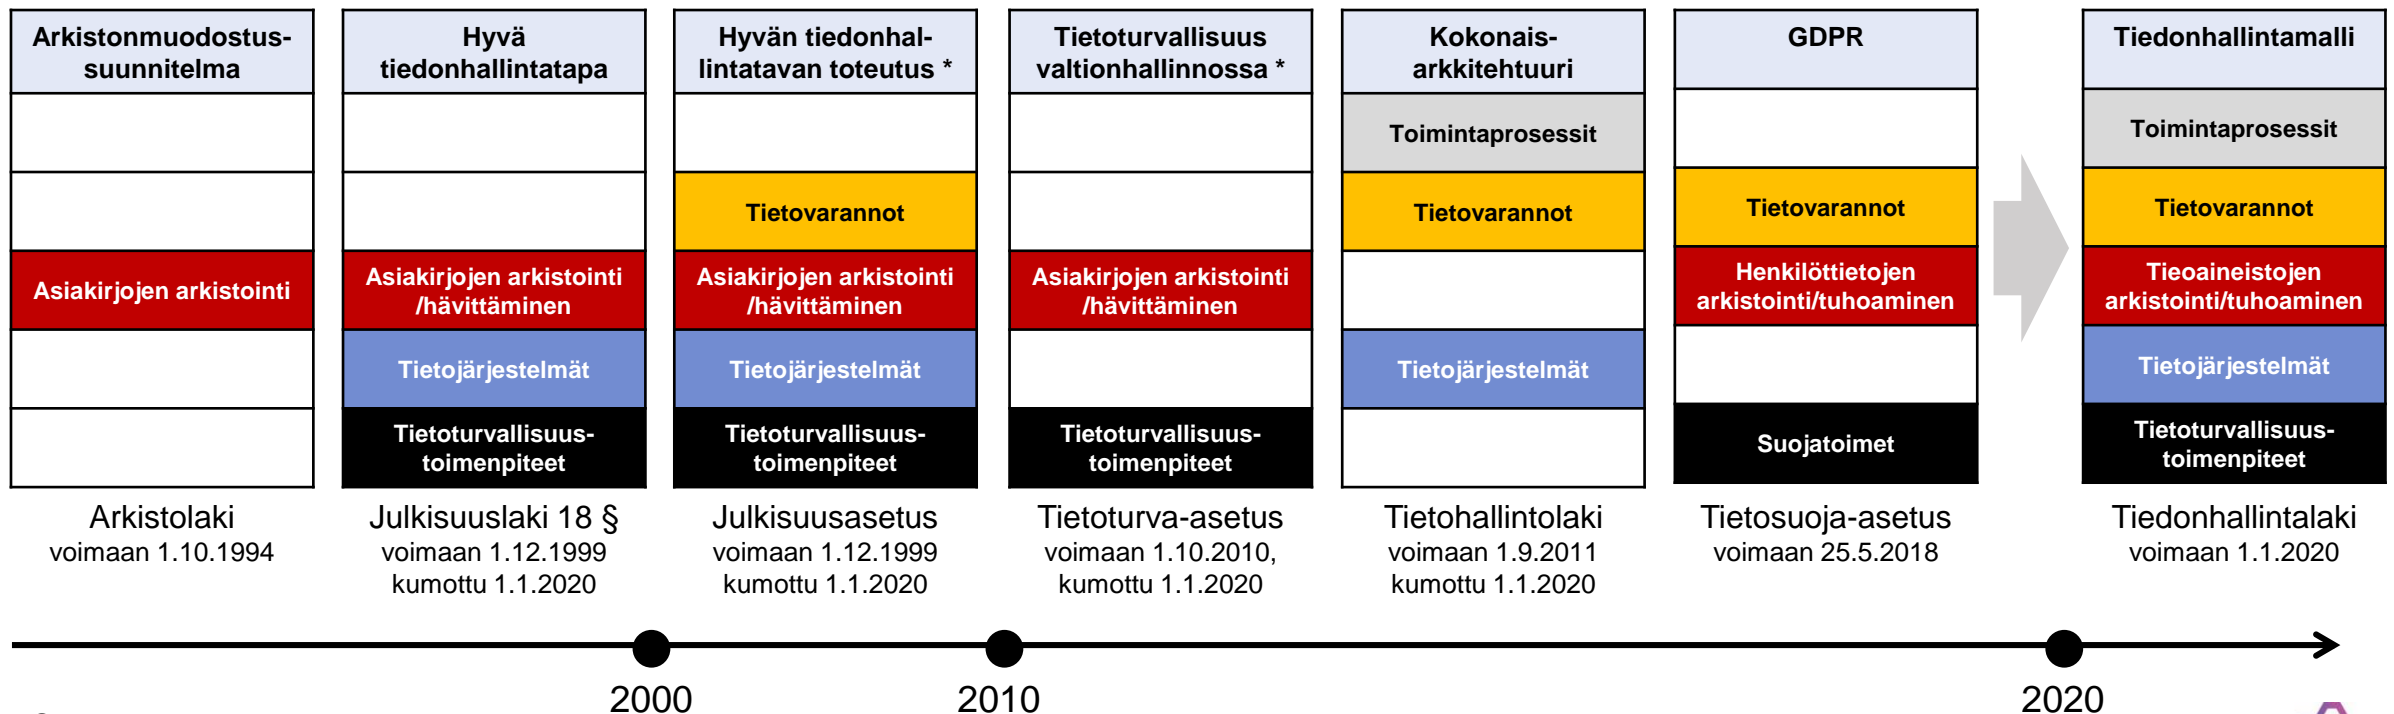 Arkistonmuodostus-
suunnitelma
Asiakirjojen arkistointi
Arkistolaki
voimaan 1.10.1994
Hyvä
tiedonhallintatapa
Asiakirjojen arkistointi
/hävittäminen
Tietojärjestelmät
Tietoturvallisuus-
toimenpiteet
Julkisuuslaki 18 §
voimaan 1.12.1999
kumottu 1.1.2020
Hyvän tiedonhal-
lintatavan toteutus *
Tietovarannot
Asiakirjojen arkistointi
/hävittäminen
Tietojärjestelmät
Tietoturvallisuus-
toimenpiteet
Julkisuusasetus
voimaan 1.12.1999
kumottu 1.1.2020
Tietoturvallisuus
valtionhallinnossa *
Asiakirjojen arkistointi
/hävittäminen
Tietoturvallisuus-
toimenpiteet
Tietoturva-asetus
voimaan 1.10.2010,
kumottu 1.1.2020
Kokonais-
arkkitehtuuri
Toimintaprosessit
Tietovarannot
Tietojärjestelmät
Tietohallintolaki
voimaan 1.9.2011
kumottu 1.1.2020
GDPR
Tietovarannot
Henkilöttietojen
arkistointi/tuhoaminen
Suojatoimet
Tietosuoja-asetus
voimaan 25.5.2018
Tiedonhallintamalli
Toimintaprosessit
Tietovarannot
Tieoaineistojen
arkistointi/tuhoaminen
Tietojärjestelmät
Tietoturvallisuus-
toimenpiteet
Tiedonhallintalaki
voimaan 1.1.2020
2000
2010
2020